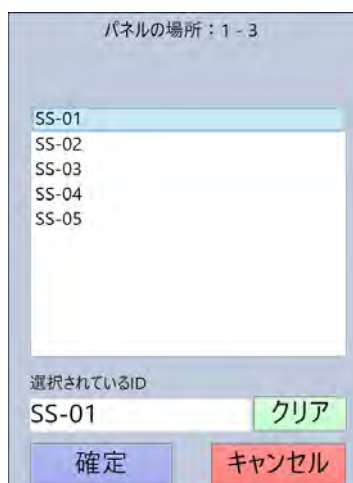 パネルの場所：1 - 3
SS-01
SS-02
SS-03
SS-04
SS-05
選択されているID
SS-01
クリア
確定
キャンセル